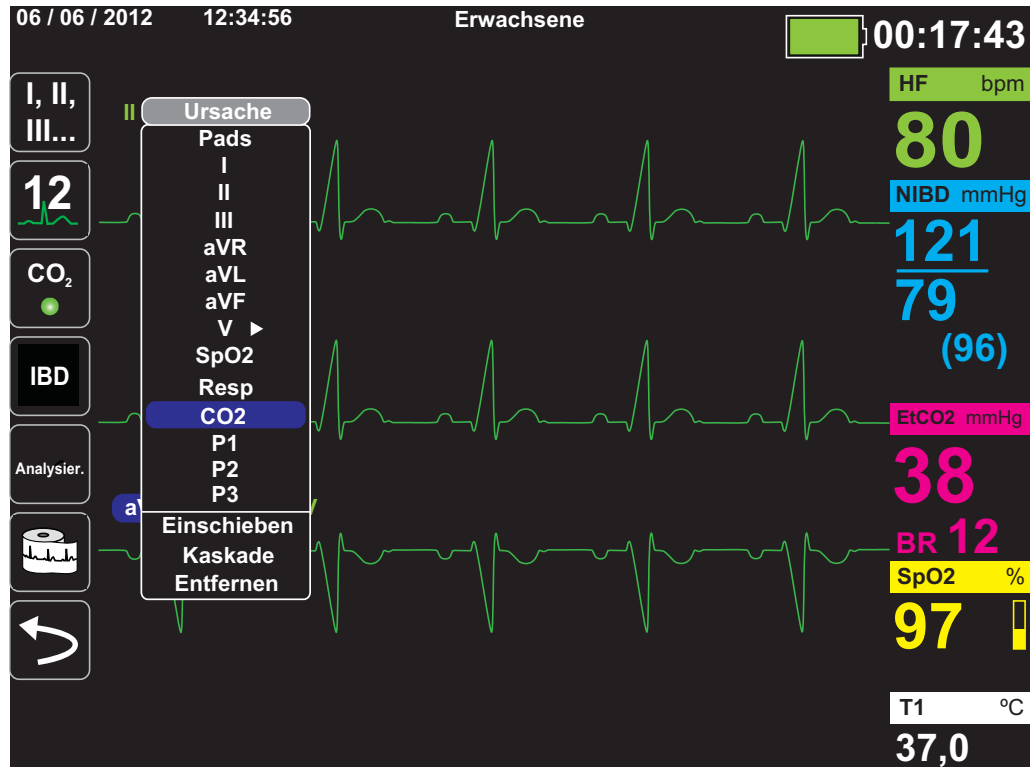 06 / 06 / 2012 12:34:56 Erwachsene 00:17:43
I, II,
III...
12
CO₂
IBD
Analysier.
II
Ursache
Pads
I
II
III
aVR
aVL
aVF
V ▶
SpO2
Resp
CO2
P1
P2
P3
Einschieben
Kaskade
Entfernen
HF bpm
80
NIBD mmHg
121
79
(96)
EtCO2 mmHg
38
BR 12
SpO2 %
97
T1 ºC
37,0